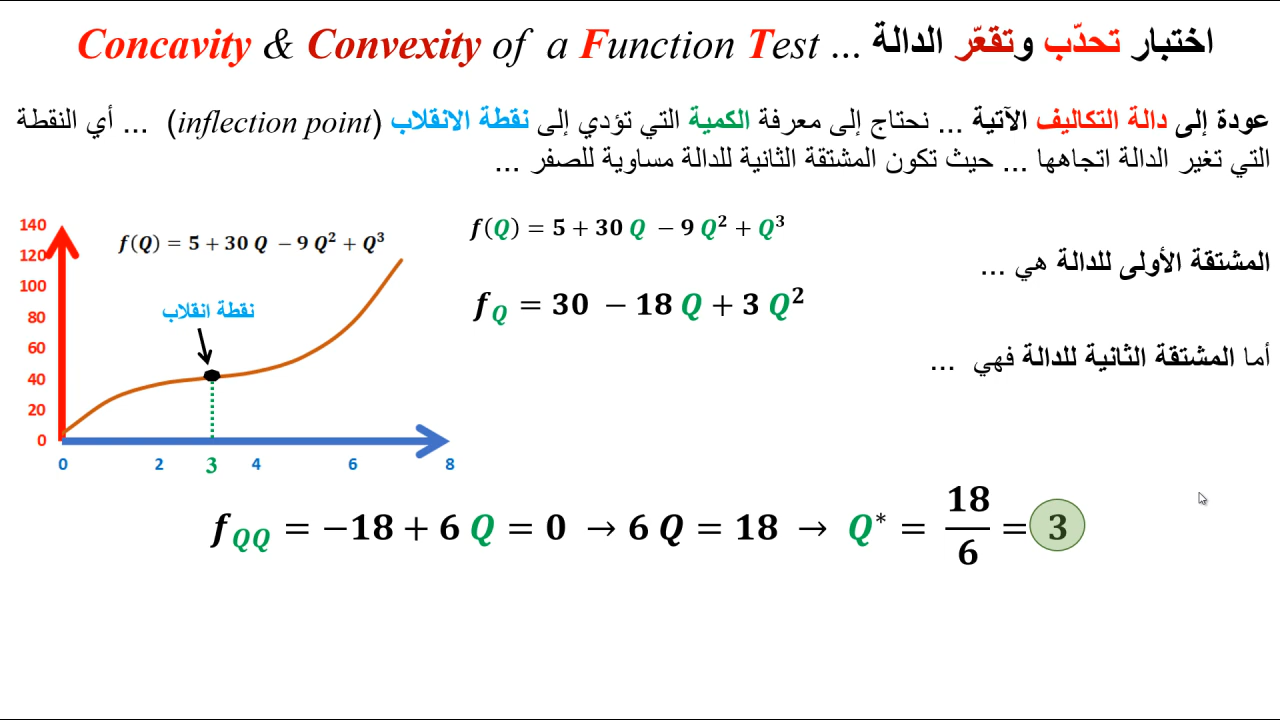 اختبار تحدّب وتقعّر الدالة ... Concavity & Convexity of a Function Test
عودة إلى دالة التكاليف الآتية ... نحتاج إلى معرفة الكمية التي تؤدي إلى نقطة الانقلاب (inflection point) ... أي النقطة
التي تغير الدالة اتجاهها ... حيث تكون المشتقة الثانية للدالة مساوية للصفر ...
f(Q) = 5 + 30 Q − 9 Q² + Q³
المشتقة الأولى للدالة هي ...
f_Q = 30 − 18 Q + 3 Q²
أما المشتقة الثانية للدالة فهي ...
140
120
100
80
60
40
20
0
f(Q) = 5 + 30 Q − 9 Q² + Q³
نقطة انقلاب
0 2 3 4 6 8
f_QQ = −18 + 6 Q = 0 → 6 Q = 18 → Q* = 18/6 = 3